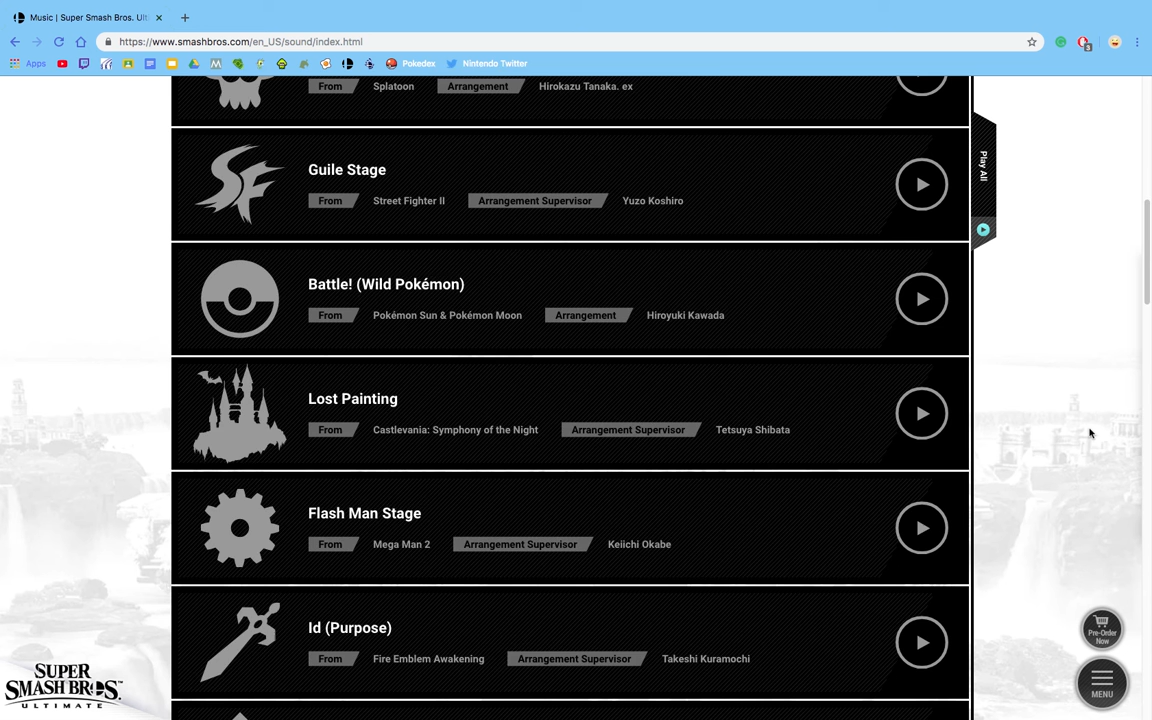 Music | Super Smash Bros. Ulti
https://www.smashbros.com/en_US/sound/index.html
3
Apps
Pokedex
Nintendo Twitter
From Splatoon Arrangement Hirokazu Tanaka. ex
Guile Stage
From Street Fighter II Arrangement Supervisor Yuzo Koshiro
Play All
Battle! (Wild Pokémon)
From Pokémon Sun & Pokémon Moon Arrangement Hiroyuki Kawada
Lost Painting
From Castlevania: Symphony of the Night Arrangement Supervisor Tetsuya Shibata
Flash Man Stage
From Mega Man 2 Arrangement Supervisor Keiichi Okabe
Id (Purpose)
From Fire Emblem Awakening Arrangement Supervisor Takeshi Kuramochi
Pre-Order
Now
MENU
SUPER
SMASH BROS.
ULTIMATE